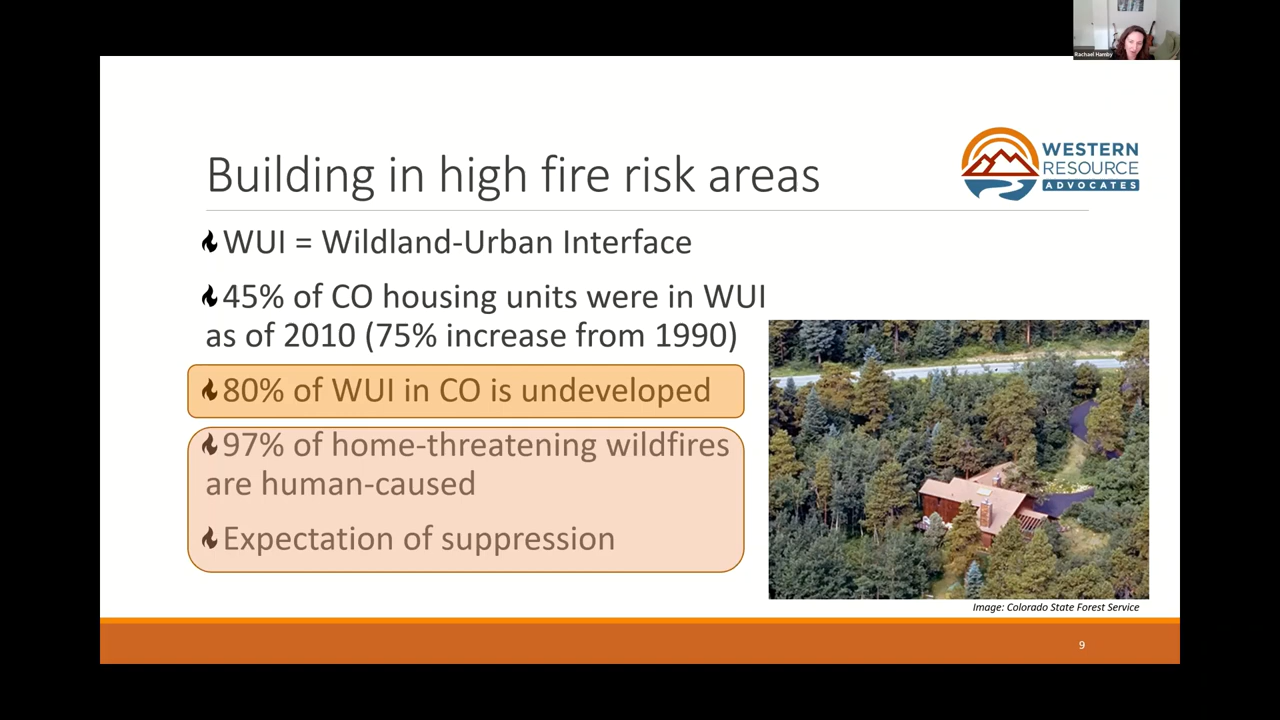 Rachael Hamby
Building in high fire risk areas
WESTERN
RESOURCE
ADVOCATES
WUI = Wildland-Urban Interface
45% of CO housing units were in WUI
as of 2010 (75% increase from 1990)
80% of WUI in CO is undeveloped
97% of home-threatening wildfires
are human-caused
Expectation of suppression
Image: Colorado State Forest Service
9